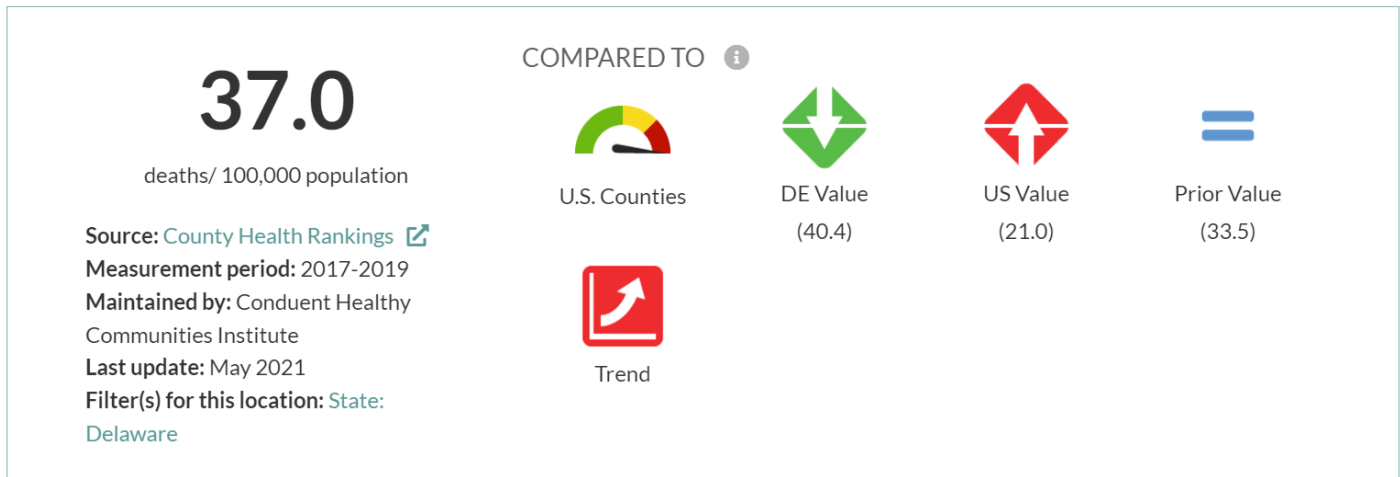 37.0
deaths/ 100,000 population
Source: County Health Rankings
Measurement period: 2017-2019
Maintained by: Conduent Healthy
Communities Institute
Last update: May 2021
Filter(s) for this location: State:
Delaware
COMPARED TO
U.S. Counties
DE Value
(40.4)
US Value
(21.0)
Prior Value
(33.5)
Trend